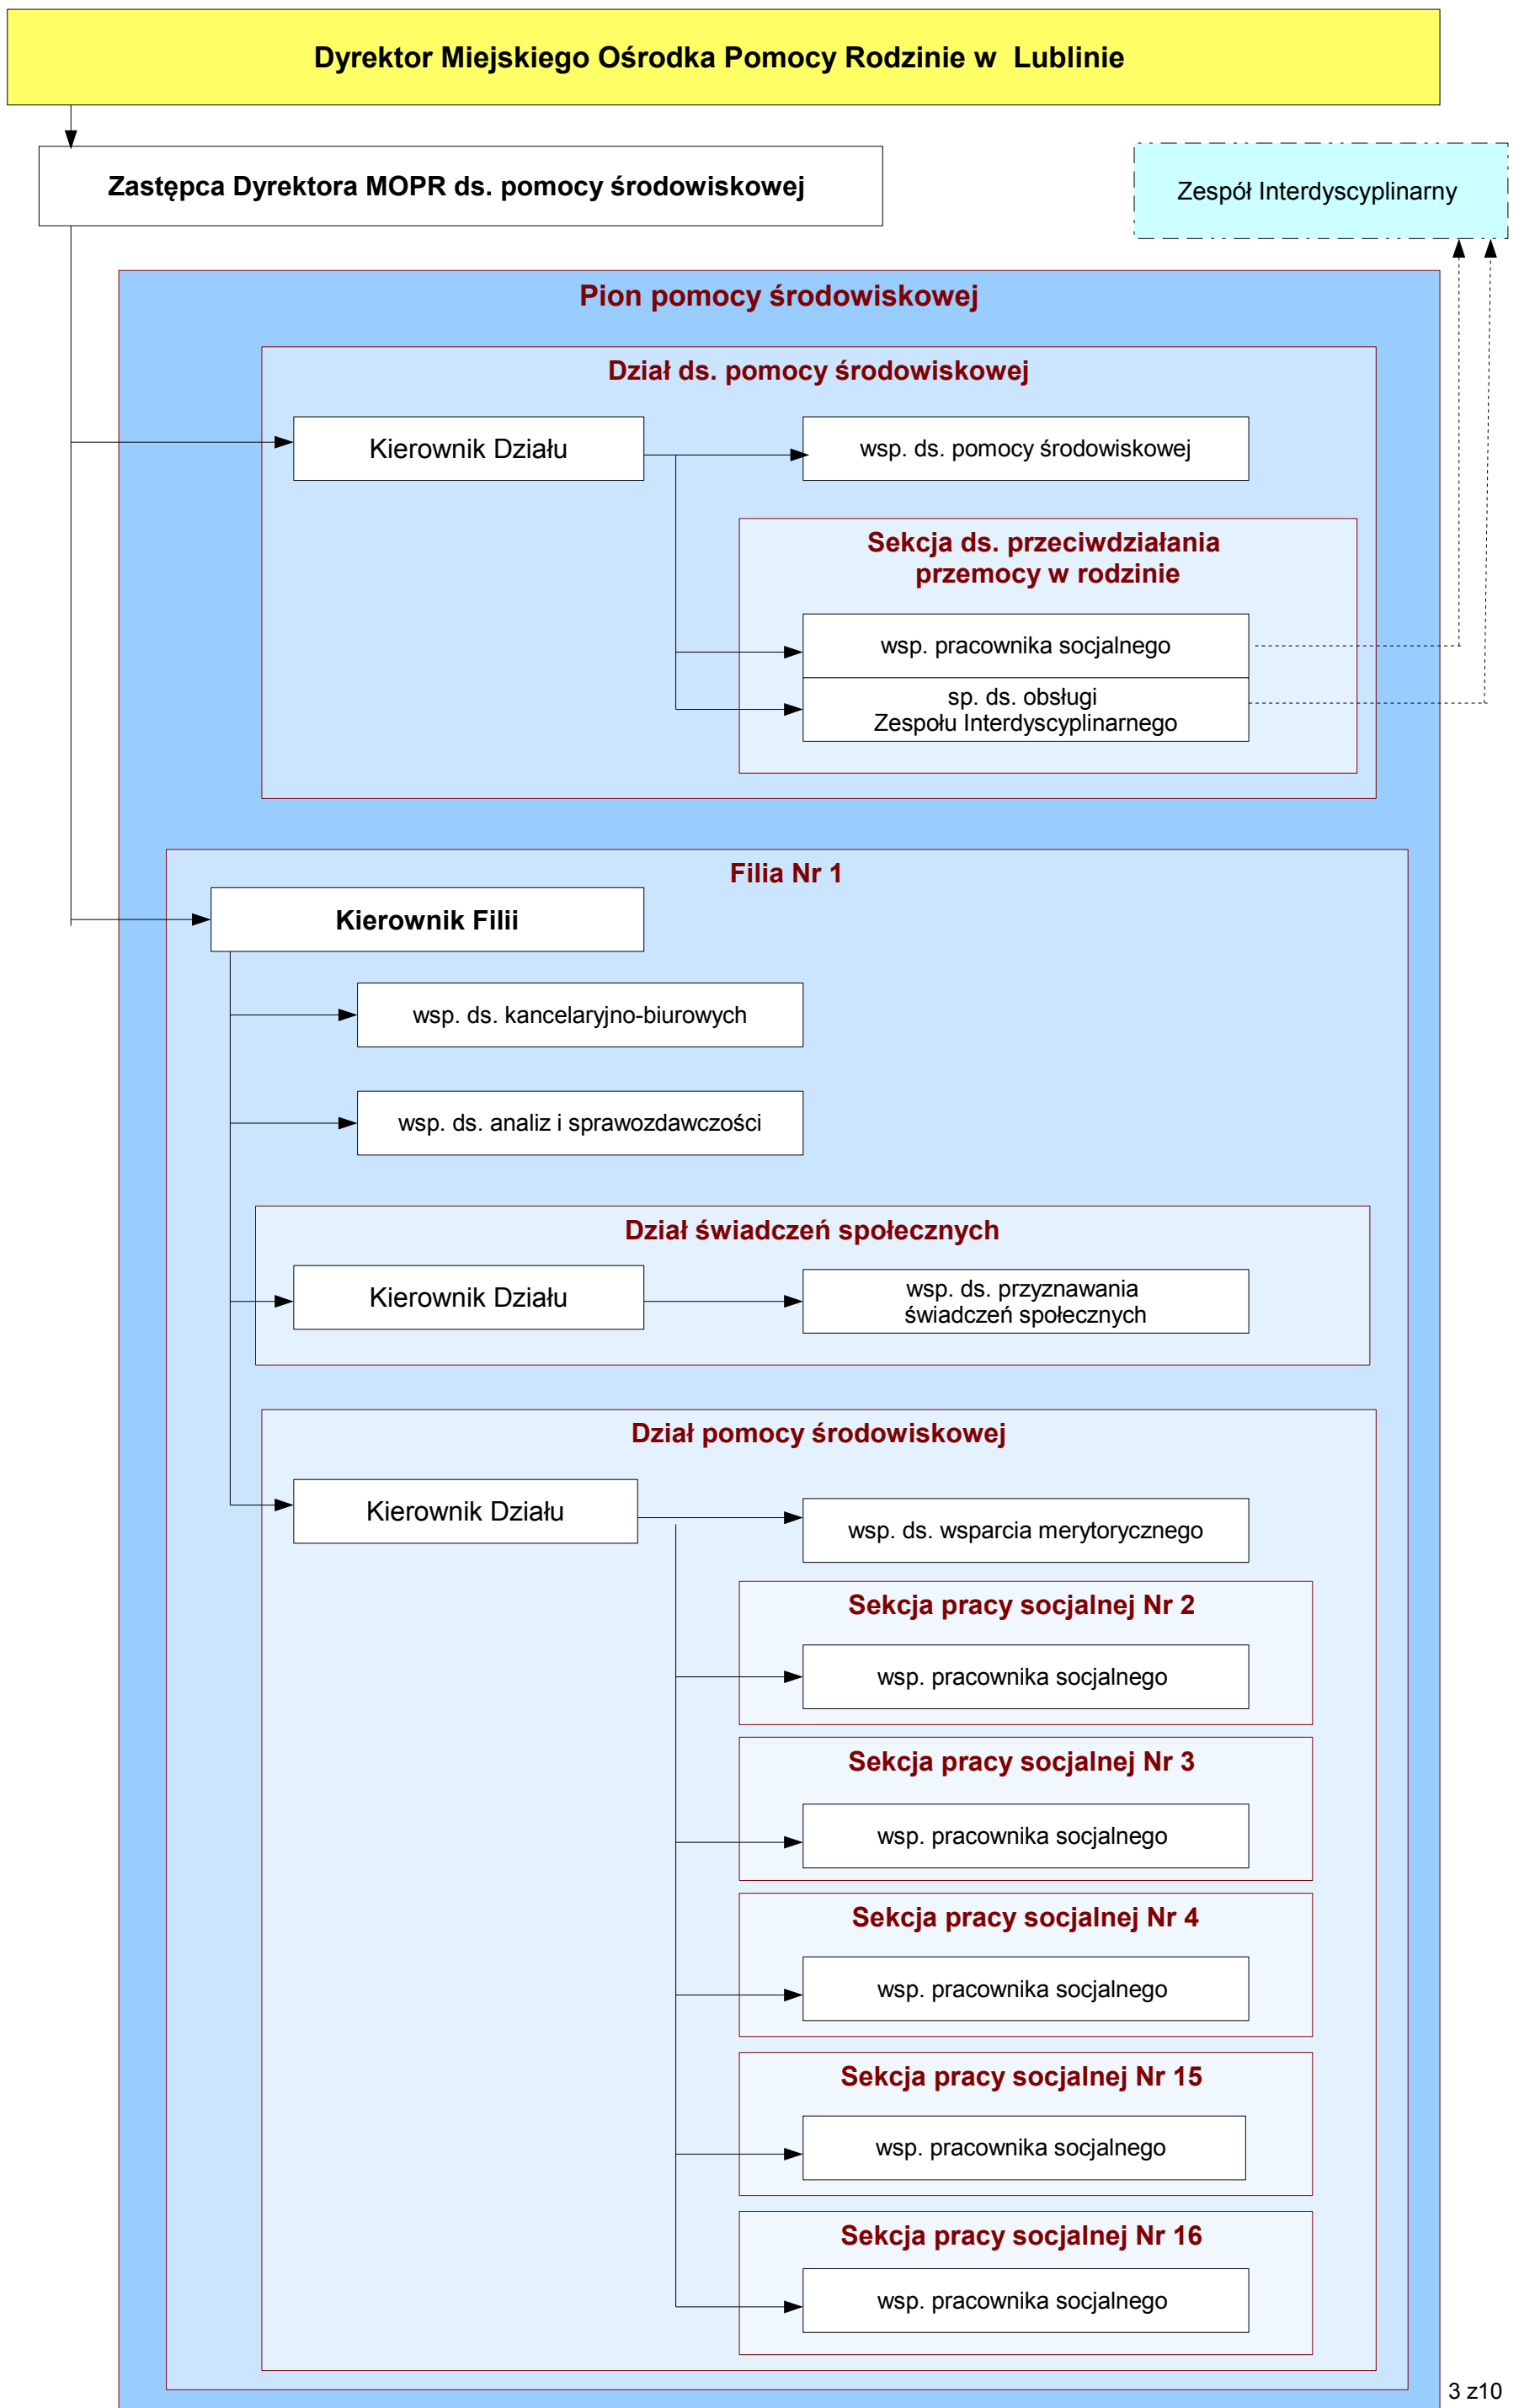 Dyrektor Miejskiego Ośrodka Pomocy Rodzinie w  Lublinie
Zastępca Dyrektora MOPR ds. pomocy środowiskowej
Zespół Interdyscyplinarny
Pion pomocy środowiskowej
Dział ds. pomocy środowiskowej
Kierownik Działu
wsp. ds. pomocy środowiskowej
Sekcja ds. przeciwdziałania
przemocy w rodzinie
wsp. pracownika socjalnego
sp. ds. obsługi
Zespołu Interdyscyplinarnego
Filia Nr 1
Kierownik Filii
wsp. ds. kancelaryjno-biurowych
wsp. ds. analiz i sprawozdawczości
Dział świadczeń społecznych
Kierownik Działu
wsp. ds. przyznawania
świadczeń społecznych
Dział pomocy środowiskowej
Kierownik Działu
wsp. ds. wsparcia merytorycznego
Sekcja pracy socjalnej Nr 2
wsp. pracownika socjalnego
Sekcja pracy socjalnej Nr 3
wsp. pracownika socjalnego
Sekcja pracy socjalnej Nr 4
wsp. pracownika socjalnego
Sekcja pracy socjalnej Nr 15
wsp. pracownika socjalnego
Sekcja pracy socjalnej Nr 16
wsp. pracownika socjalnego
3 z10